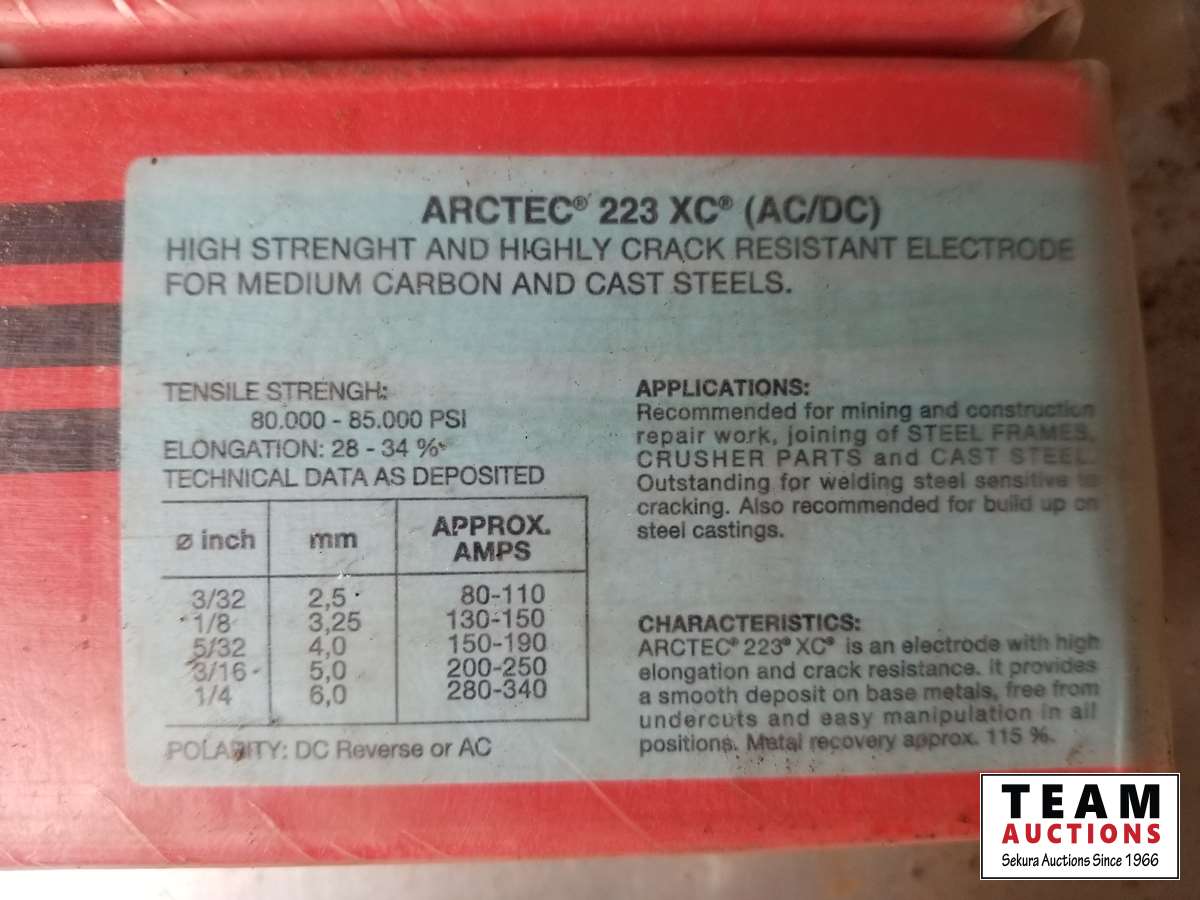 ARCTEC® 223 XC® (AC/DC)
HIGH STRENGHT AND HIGHLY CRACK RESISTANT ELECTRODE
FOR MEDIUM CARBON AND CAST STEELS.
TENSILE STRENGH:
80.000 - 85.000 PSI
ELONGATION: 28 - 34 %
TECHNICAL DATA AS DEPOSITED
ø inch mm APPROX. AMPS
3/32 2,5 80-110
1/8 3,25 130-150
5/32 4,0 150-190
3/16 5,0 200-250
1/4 6,0 280-340
POLARITY: DC Reverse or AC
APPLICATIONS:
Recommended for mining and construction
repair work, joining of STEEL FRAMES,
CRUSHER PARTS and CAST STEEL.
Outstanding for welding steel sensitive to
cracking. Also recommended for build up on
steel castings.
CHARACTERISTICS:
ARCTEC® 223® XC® is an electrode with high
elongation and crack resistance. It provides
a smooth deposit on base metals, free from
undercuts and easy manipulation in all
positions. Metal recovery approx. 115 %.
TEAM
AUCTIONS
Sekura Auctions Since 1966